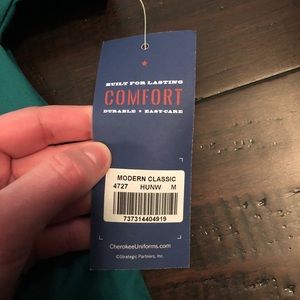 BUILT FOR LASTING
COMFORT
DURABLE • EASY-CARE
MODERN CLASSIC
4727 HUNW M
737314404919
CherokeeUniforms.com
©Strategic Partners, Inc.